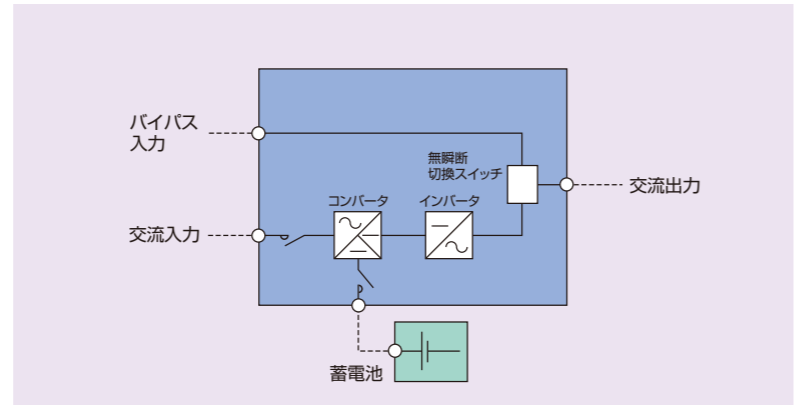 バイパス
入力
無瞬断
切換スイッチ
交流出力
コンバータ
インバータ
交流入力
蓄電池